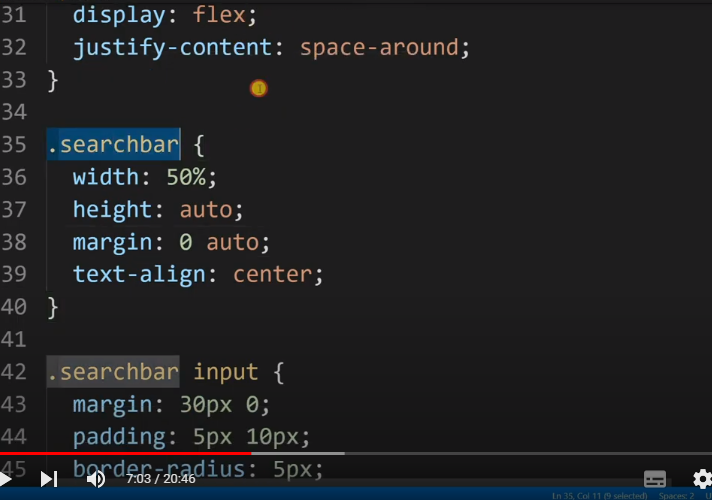 31 display: flex;
32 justify-content: space-around;
33 }
34
35 .searchbar {
36 width: 50%;
37 height: auto;
38 margin: 0 auto;
39 text-align: center;
40 }
41
42 .searchbar input {
43 margin: 30px 0;
44 padding: 5px 10px;
45 border-radius: 5px;
7:03 / 20:46
Ln 35, Col 11 (9 selected) Spaces: 2